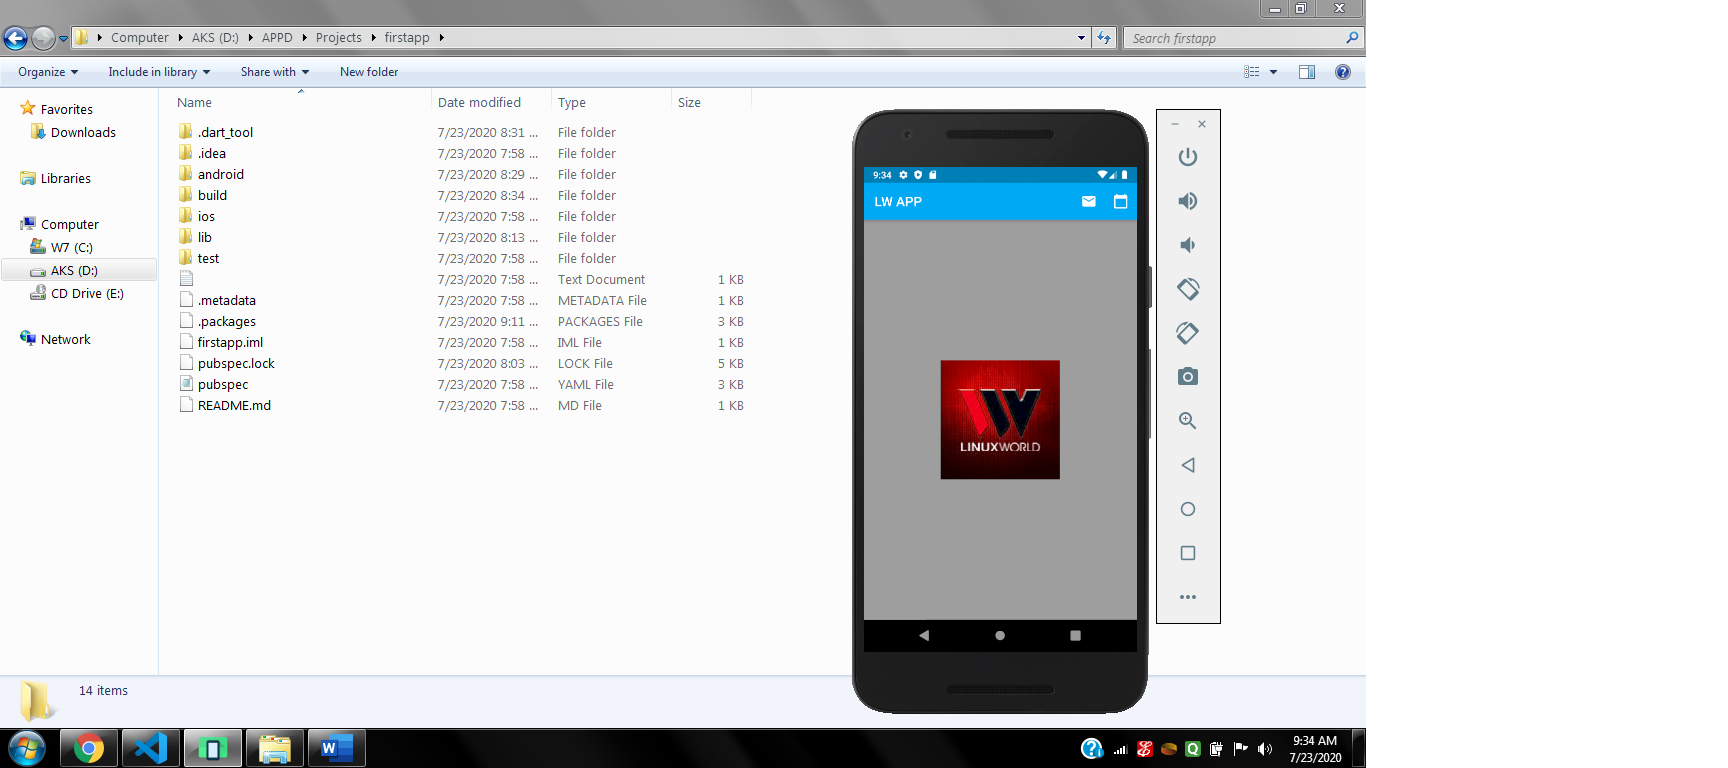 Computer AKS (D:) APPD Projects firstapp
Search firstapp
Organize Include in library Share with New folder
Favorites
Downloads
Libraries
Computer
W7 (C:)
AKS (D:)
CD Drive (E:)
Network
Name Date modified Type Size
.dart_tool 7/23/2020 8:31 ... File folder
.idea 7/23/2020 7:58 ... File folder
android 7/23/2020 8:29 ... File folder
build 7/23/2020 8:34 ... File folder
ios 7/23/2020 7:58 ... File folder
lib 7/23/2020 8:13 ... File folder
test 7/23/2020 7:58 ... File folder
7/23/2020 7:58 ... Text Document 1 KB
.metadata 7/23/2020 7:58 ... METADATA File 1 KB
.packages 7/23/2020 9:11 ... PACKAGES File 3 KB
firstapp.iml 7/23/2020 7:58 ... IML File 1 KB
pubspec.lock 7/23/2020 8:03 ... LOCK File 5 KB
pubspec 7/23/2020 7:58 ... YAML File 3 KB
README.md 7/23/2020 7:58 ... MD File 1 KB
9:34
LW APP
LINUXWORLD
14 items
9:34 AM
7/23/2020